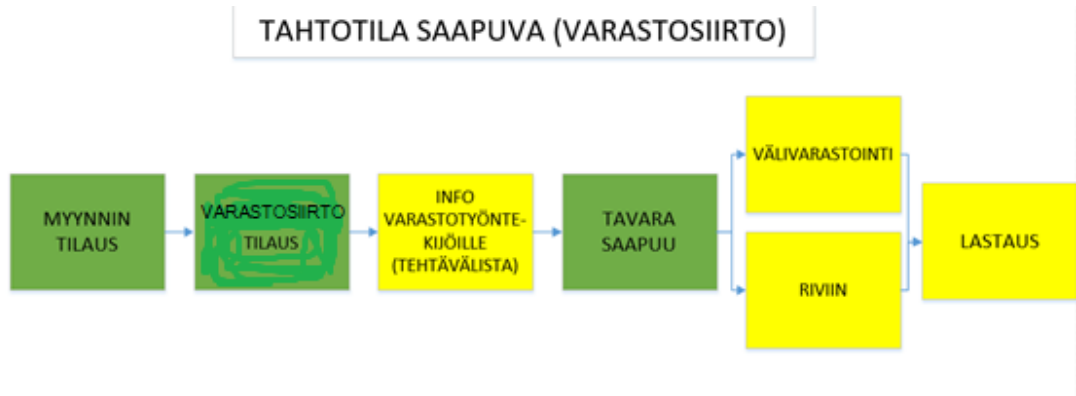 TAHTOTILA SAAPUVA (VARASTOSIIRTO)
MYYNNIN
TILAUS
VARASTOSIIRTO
TILAUS
INFO
VARASTOTYÖNTE-
KIJÖILLE
(TEHTÄVÄLISTA)
TAVARA
SAAPUU
VÄLIVARASTOINTI
RIVIIN
LASTAUS